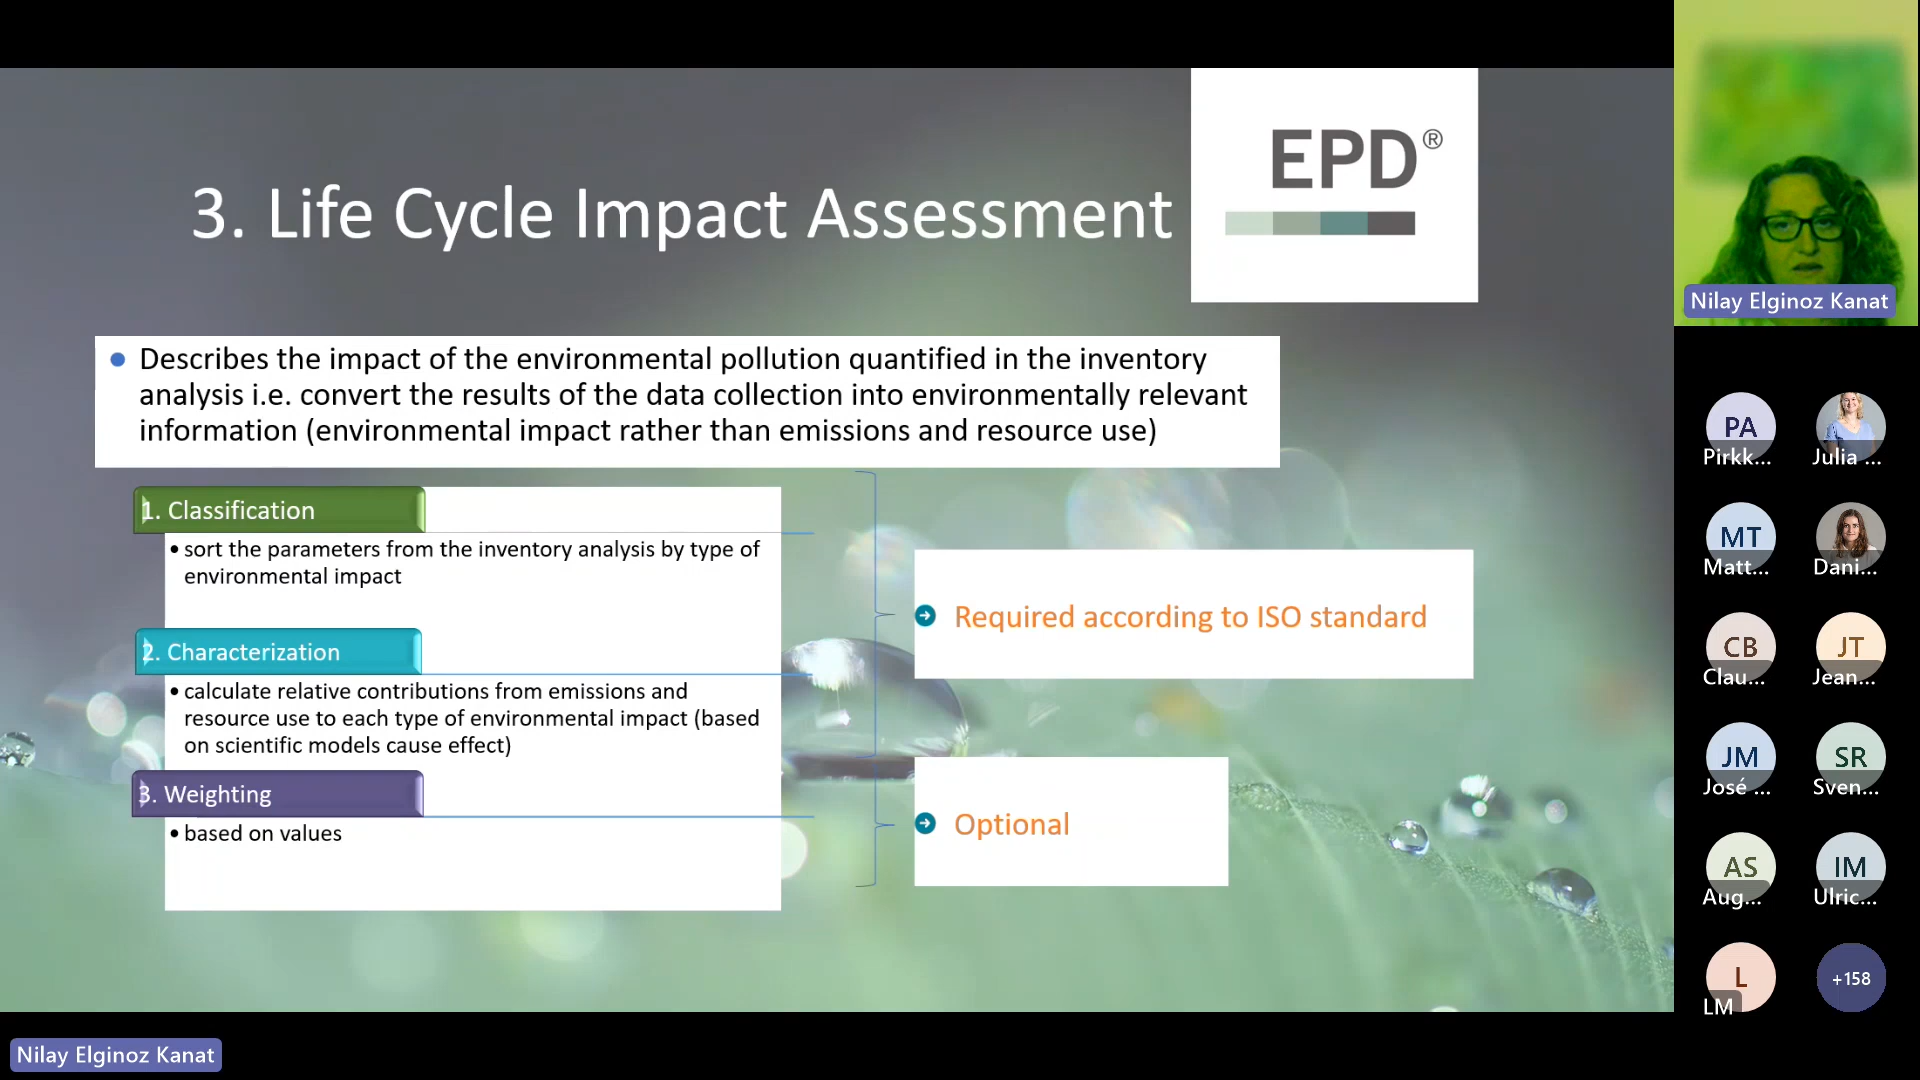 EPD®
3. Life Cycle Impact Assessment
Nilay Elginoz Kanat
• Describes the impact of the environmental pollution quantified in the inventory
analysis i.e. convert the results of the data collection into environmentally relevant
information (environmental impact rather than emissions and resource use)
1. Classification
• sort the parameters from the inventory analysis by type of
environmental impact
2. Characterization
• calculate relative contributions from emissions and
resource use to each type of environmental impact (based
on scientific models cause effect)
3. Weighting
• based on values
Required according to ISO standard
Optional
PA
Pirkk...
Julia ...
MT
Matt...
Dani...
CB
Clau...
JT
Jean...
JM
José ...
SR
Sven...
AS
Aug...
IM
Ulric...
L
LM
+158
Nilay Elginoz Kanat